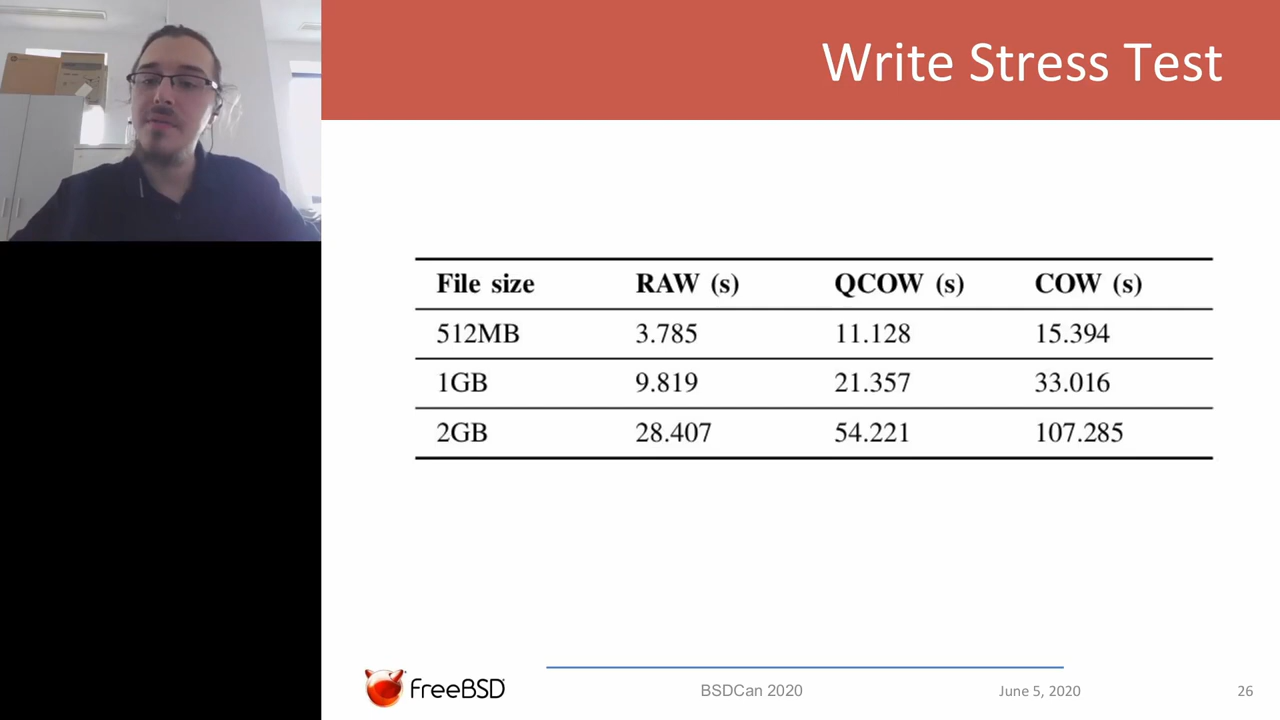 Write Stress Test
File size RAW (s) QCOW (s) COW (s)
512MB 3.785 11.128 15.394
1GB 9.819 21.357 33.016
2GB 28.407 54.221 107.285
FreeBSD BSDCan 2020 June 5, 2020 26